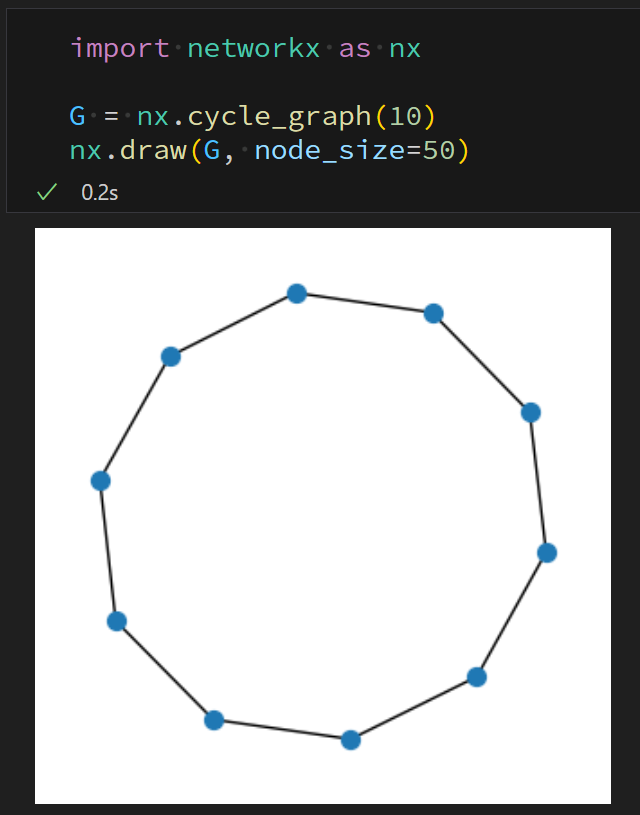 import networkx as nx
G = nx.cycle_graph(10)
nx.draw(G, node_size=50)
0.2s